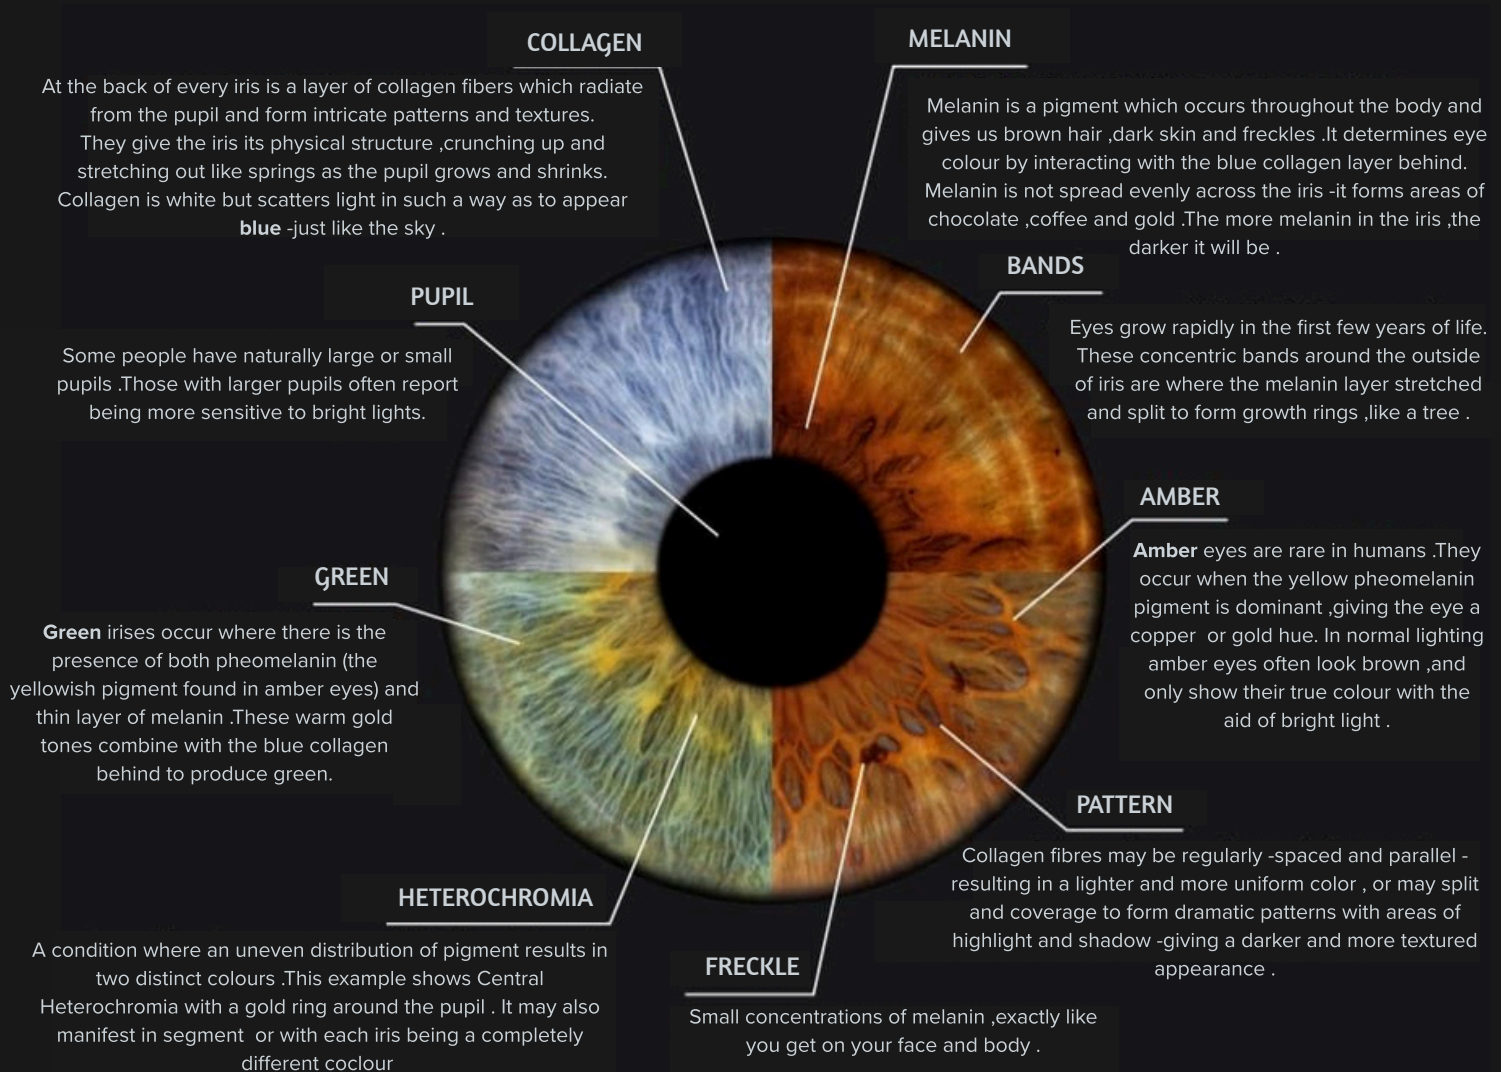 COLLAGEN
At the back of every iris is a layer of collagen fibers which radiate
from the pupil and form intricate patterns and textures.
They give the iris its physical structure ,crunching up and
stretching out like springs as the pupil grows and shrinks.
Collagen is white but scatters light in such a way as to appear
blue -just like the sky .
MELANIN
Melanin is a pigment which occurs throughout the body and
gives us brown hair ,dark skin and freckles .It determines eye
colour by interacting with the blue collagen layer behind.
Melanin is not spread evenly across the iris -it forms areas of
chocolate ,coffee and gold .The more melanin in the iris ,the
darker it will be .
PUPIL
Some people have naturally large or small
pupils .Those with larger pupils often report
being more sensitive to bright lights.
BANDS
Eyes grow rapidly in the first few years of life.
These concentric bands around the outside
of iris are where the melanin layer stretched
and split to form growth rings ,like a tree .
AMBER
Amber eyes are rare in humans .They
occur when the yellow pheomelanin
pigment is dominant ,giving the eye a
copper  or gold hue. In normal lighting
amber eyes often look brown ,and
only show their true colour with the
aid of bright light .
GREEN
Green irises occur where there is the
presence of both pheomelanin (the
yellowish pigment found in amber eyes) and
thin layer of melanin .These warm gold
tones combine with the blue collagen
behind to produce green.
PATTERN
Collagen fibres may be regularly -spaced and parallel -
resulting in a lighter and more uniform color , or may split
and coverage to form dramatic patterns with areas of
highlight and shadow -giving a darker and more textured
appearance .
HETEROCHROMIA
A condition where an uneven distribution of pigment results in
two distinct colours .This example shows Central
Heterochromia with a gold ring around the pupil . It may also
manifest in segment  or with each iris being a completely
different coclour
FRECKLE
Small concentrations of melanin ,exactly like
you get on your face and body .